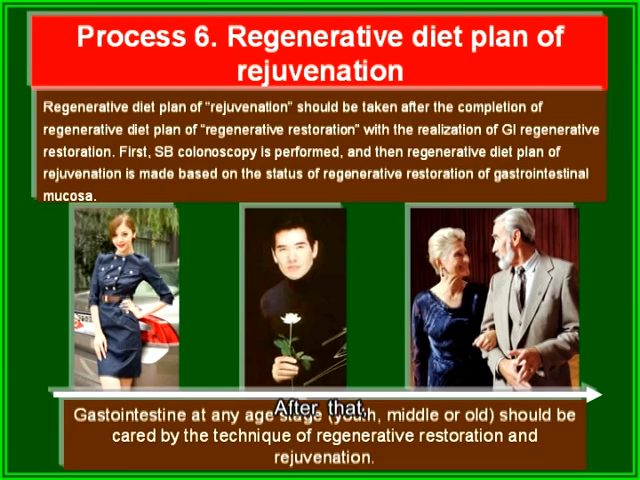 Process 6. Regenerative diet plan of
rejuvenation
Regenerative diet plan of "rejuvenation" should be taken after the completion of
regenerative diet plan of "regenerative restoration" with the realization of GI regenerative
restoration. First, SB colonoscopy is performed, and then regenerative diet plan of
rejuvenation is made based on the status of regenerative restoration of gastrointestinal
mucosa.
After that,
Gastointestine at any age stage (youth, middle or old) should be
cared by the technique of regenerative restoration and
rejuvenation.